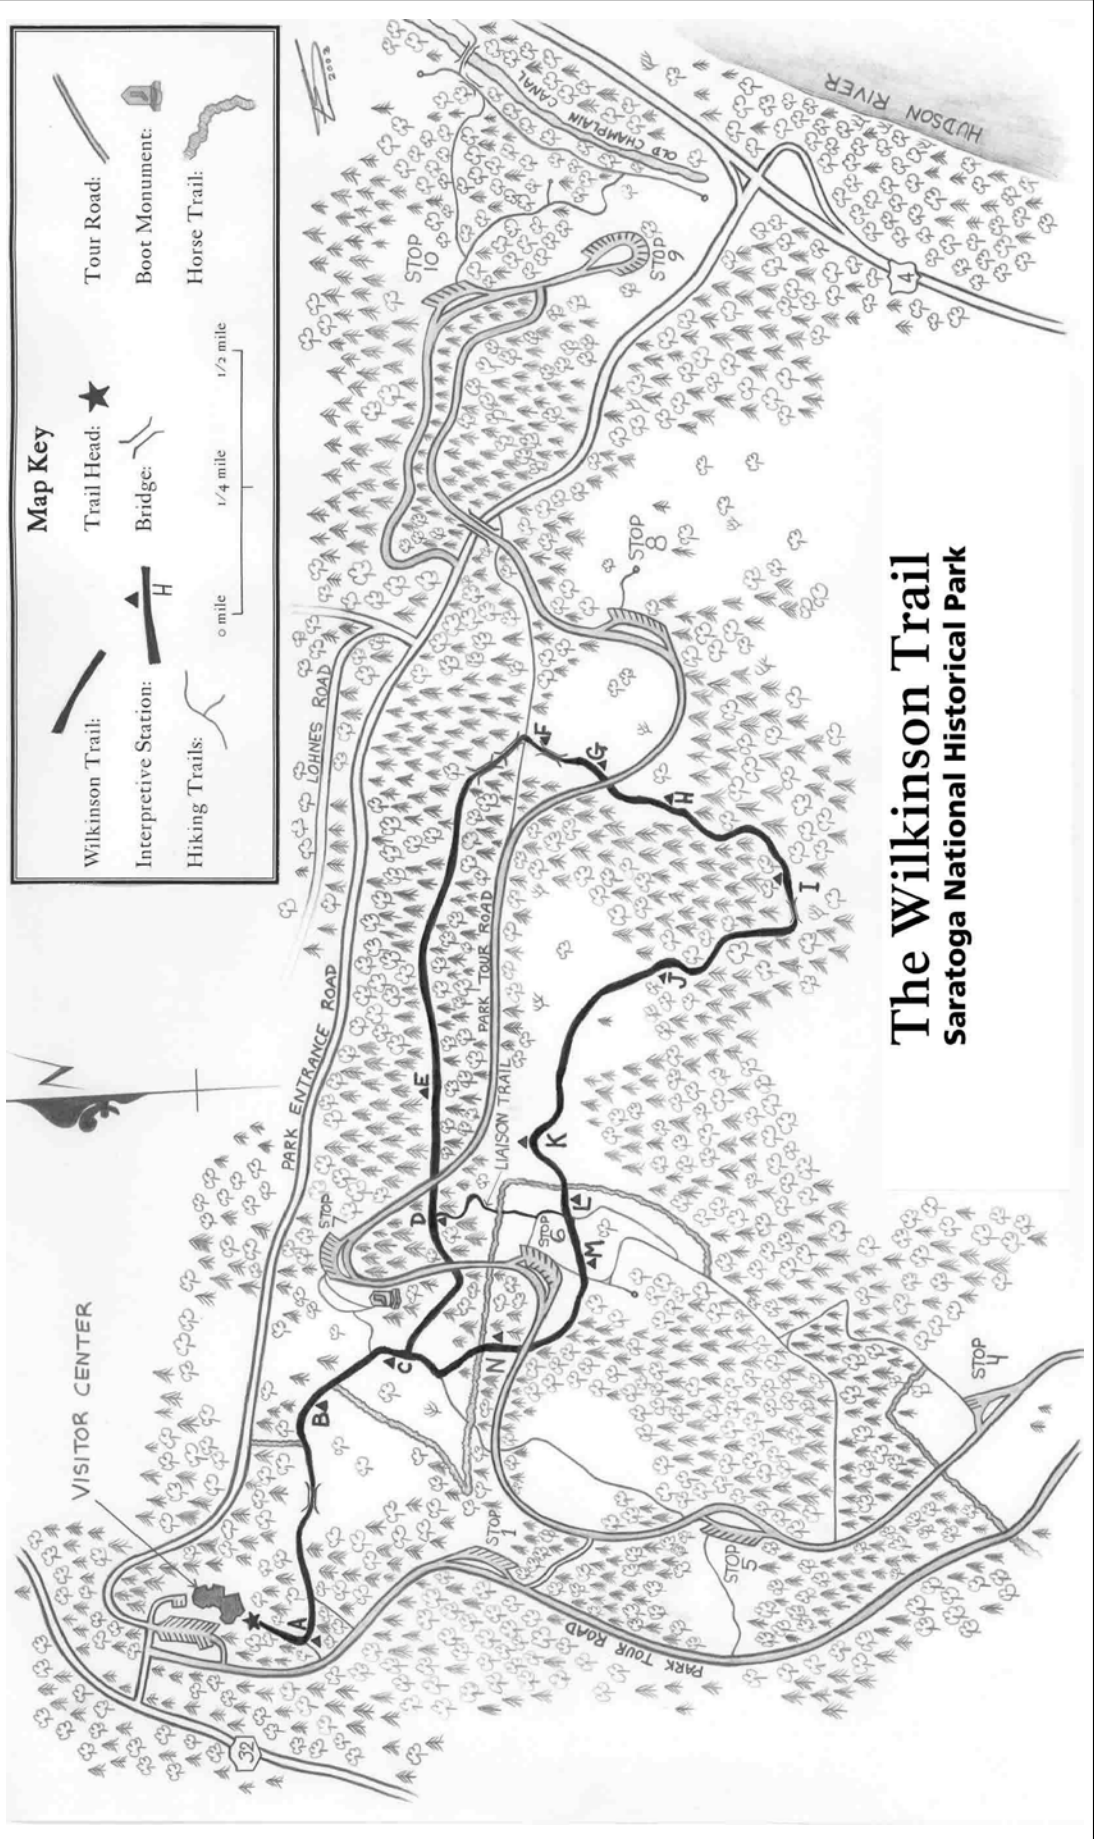 Map Key
Wilkinson Trail:
Trail Head:
Tour Road:
Interpretive Station:
H
Bridge:
Boot Monument:
Hiking Trails:
0 mile
1/4 mile
1/2 mile
Horse Trail:
2002
N
VISITOR CENTER
32
PARK ENTRANCE ROAD
LOHNES ROAD
STOP
10
OLD CHAMPLAIN
CANAL
HUDSON RIVER
STOP
9
4
STOP
8
STOP
7
PARK TOUR ROAD
LIAISON TRAIL
STOP
6
STOP
1
PARK TOUR ROAD
STOP
5
STOP
4
A
B
C
D
E
F
G
H
I
J
K
L
M
N
The Wilkinson Trail
Saratoga National Historical Park